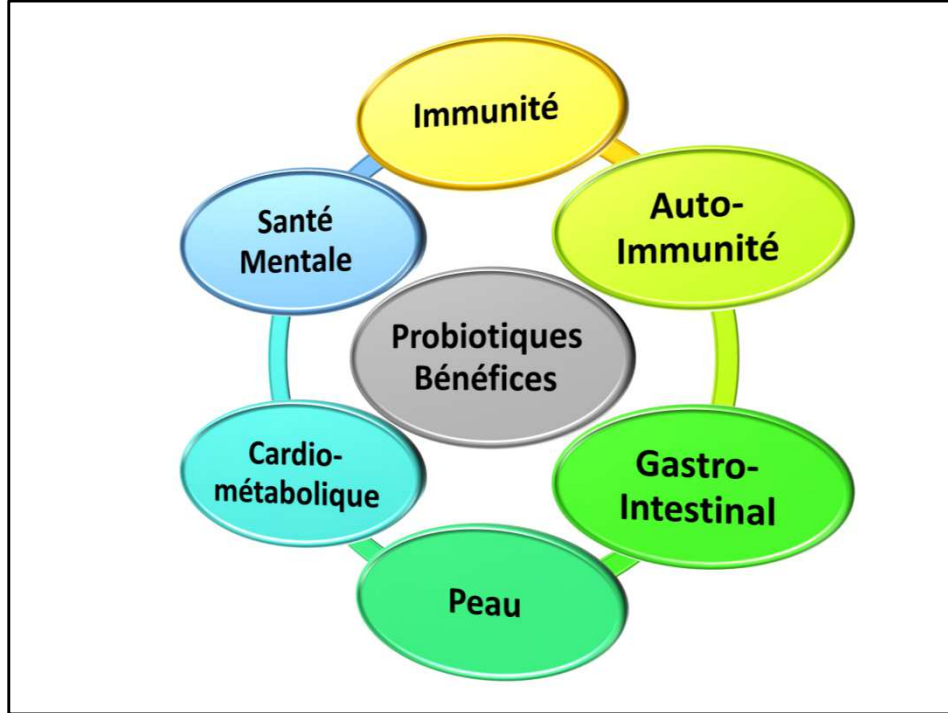 Immunité
Auto-
Immunité
Santé
Mentale
Probiotiques
Bénéfices
Cardio-
métabolique
Gastro-
Intestinal
Peau